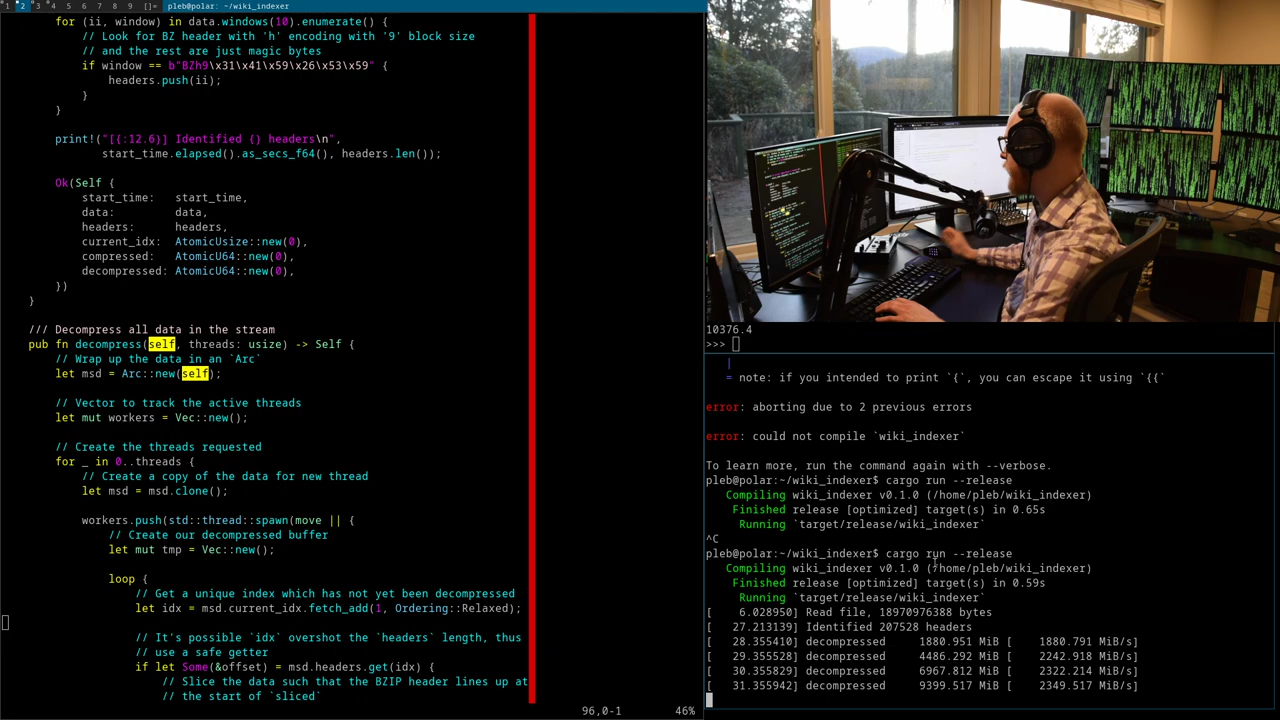 1 2 3 4 5 6 7 8 9 []= pleb@polar: ~/wiki_indexer
for (ii, window) in data.windows(10).enumerate() {
// Look for BZ header with 'h' encoding with '9' block size
// and the rest are just magic bytes
if window == b"BZh9\x31\x41\x59\x26\x53\x59" {
headers.push(ii);
}
}
print!("[{:12.6}] Identified {} headers\n",
start_time.elapsed().as_secs_f64(), headers.len());
Ok(Self {
start_time: start_time,
data: data,
headers: headers,
current_idx: AtomicUsize::new(0),
compressed: AtomicU64::new(0),
decompressed: AtomicU64::new(0),
})
}
/// Decompress all data in the stream
pub fn decompress(self, threads: usize) -> Self {
// Wrap up the data in an `Arc`
let msd = Arc::new(self);
// Vector to track the active threads
let mut workers = Vec::new();
// Create the threads requested
for _ in 0..threads {
// Create a copy of the data for new thread
let msd = msd.clone();
workers.push(std::thread::spawn(move || {
// Create our decompressed buffer
let mut tmp = Vec::new();
loop {
// Get a unique index which has not yet been decompressed
let idx = msd.current_idx.fetch_add(1, Ordering::Relaxed);
// It's possible `idx` overshot the `headers` length, thus
// use a safe getter
if let Some(&offset) = msd.headers.get(idx) {
// Slice the data such that the BZIP header lines up at
// the start of `sliced`
96,0-1 46%
10376.4
>>>
|
= note: if you intended to print `{`, you can escape it using `{{`
error: aborting due to 2 previous errors
error: could not compile `wiki_indexer`
To learn more, run the command again with --verbose.
pleb@polar:~/wiki_indexer$ cargo run --release
Compiling wiki_indexer v0.1.0 (/home/pleb/wiki_indexer)
Finished release [optimized] target(s) in 0.65s
Running `target/release/wiki_indexer`
^C
pleb@polar:~/wiki_indexer$ cargo run --release
Compiling wiki_indexer v0.1.0 (/home/pleb/wiki_indexer)
Finished release [optimized] target(s) in 0.59s
Running `target/release/wiki_indexer`
[ 6.028950] Read file, 18970976388 bytes
[ 27.213139] Identified 207528 headers
[ 28.355410] decompressed 1880.951 MiB [ 1880.791 MiB/s]
[ 29.355528] decompressed 4486.292 MiB [ 2242.918 MiB/s]
[ 30.355829] decompressed 6967.812 MiB [ 2322.214 MiB/s]
[ 31.355942] decompressed 9399.517 MiB [ 2349.517 MiB/s]